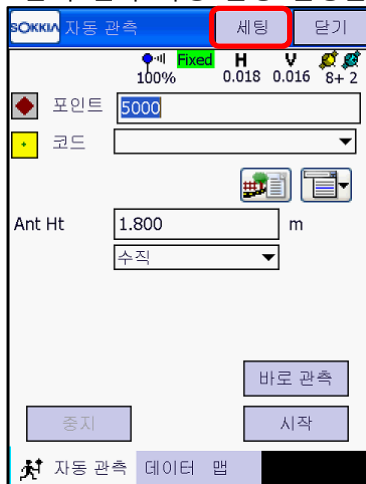 SOKKIA 자동 관측 세팅 닫기
Fixed H V
100% 0.018 0.016 8+ 2
포인트 5000
코드
Ant Ht 1.800 m
수직
바로 관측
중지 시작
자동 관측 데이터 맵